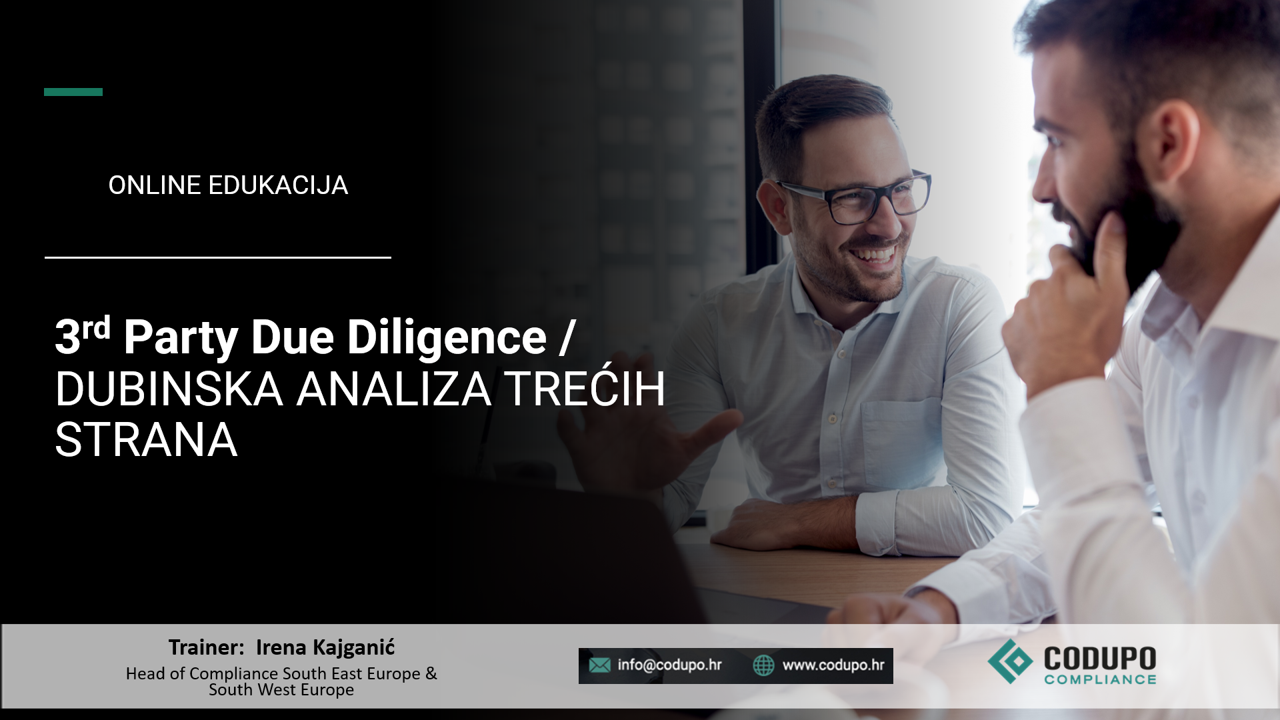 ONLINE EDUKACIJA
3rd Party Due Diligence /
DUBINSKA ANALIZA TREĆIH
STRANA
Trainer: Irena Kajganić
Head of Compliance South East Europe &
South West Europe
info@codupo.hr
www.codupo.hr
CODUPO
COMPLIANCE